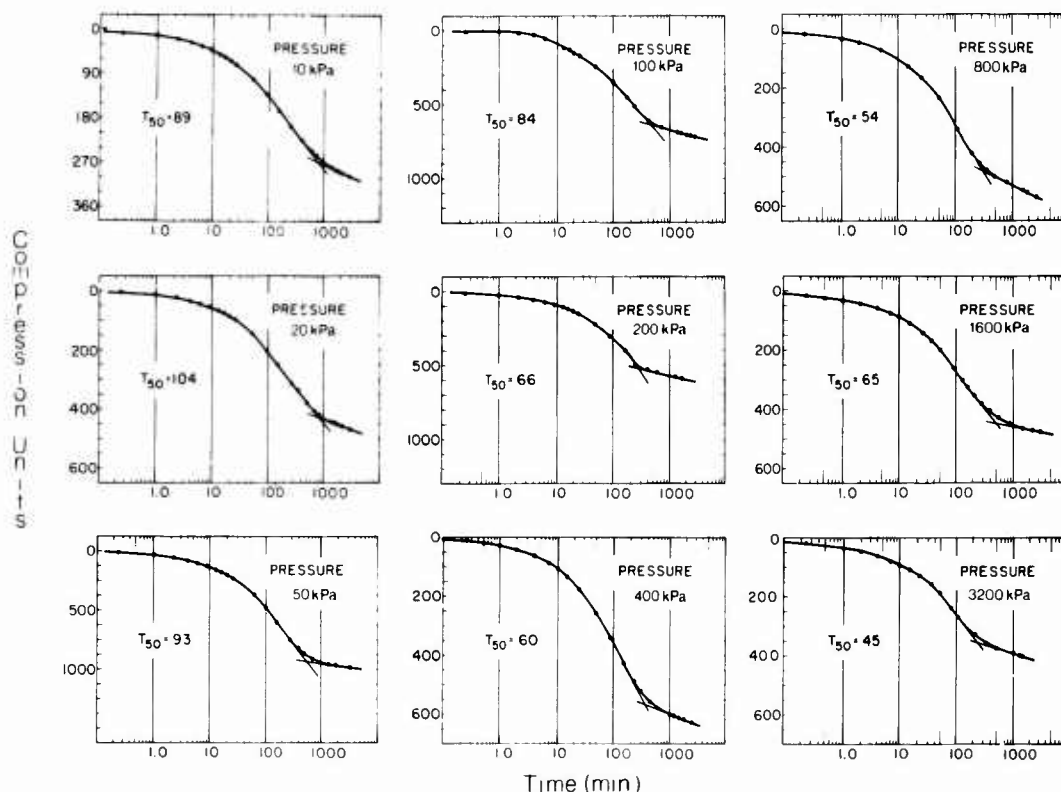 0
90
180
270
360
PRESSURE
10 kPa
T50=89
1.0 10 100 1000
0
500
1000
PRESSURE
100 kPa
T50= 84
1.0 10 100 1000
200
400
600
PRESSURE
800 kPa
T50= 54
1.0 10 100 1000
Compression Units
0
200
400
600
PRESSURE
20 kPa
T50=104
1.0 10 100 1000
0
500
1000
PRESSURE
200 kPa
T50= 66
1.0 10 100 1000
0
200
400
600
PRESSURE
1600 kPa
T50= 65
1.0 10 100 1000
0
500
1000
PRESSURE
50 kPa
T50= 93
1.0 10 100 1000
0
200
400
600
PRESSURE
400 kPa
T50=60
1.0 10 100 1000
0
200
400
600
PRESSURE
3200 kPa
T50= 45
1.0 10 100 1000
Time (min)